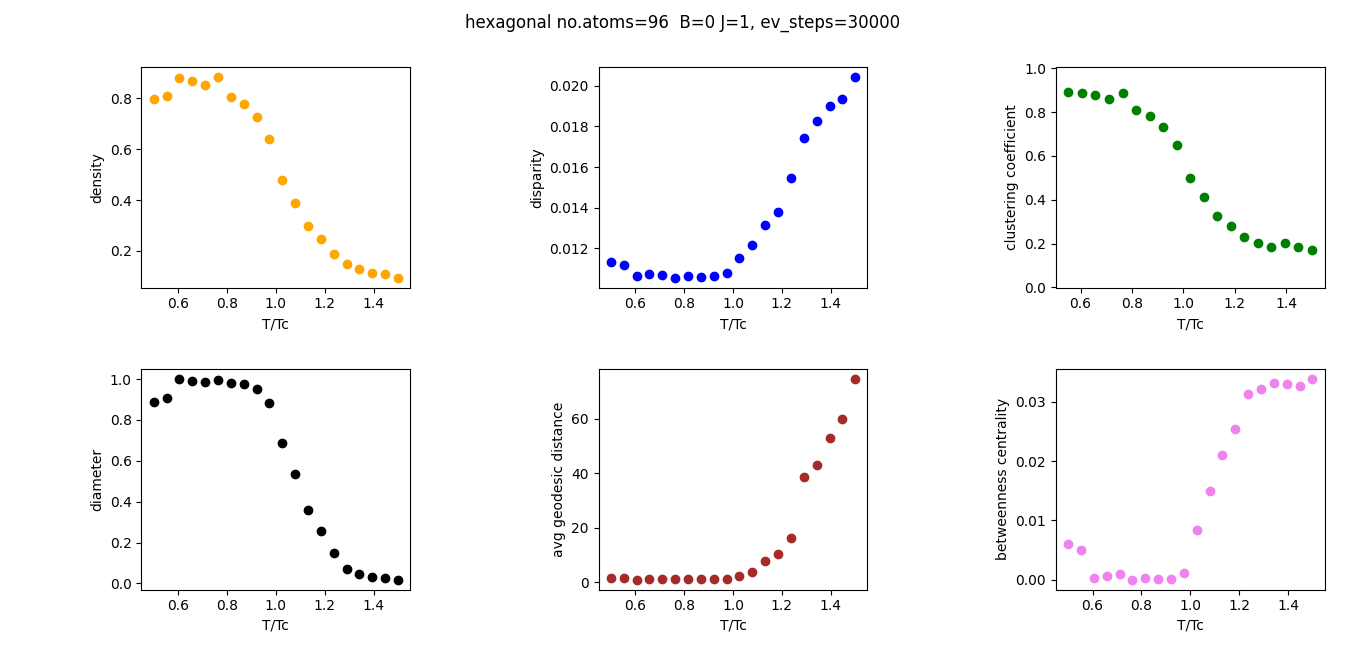 hexagonal no.atoms=96  B=0 J=1, ev_steps=30000
density
0.8
0.6
0.4
0.2
0.6 0.8 1.0 1.2 1.4
T/Tc
disparity
0.020
0.018
0.016
0.014
0.012
0.6 0.8 1.0 1.2 1.4
T/Tc
clustering coefficient
1.0
0.8
0.6
0.4
0.2
0.0
0.6 0.8 1.0 1.2 1.4
T/Tc
diameter
1.0
0.8
0.6
0.4
0.2
0.0
0.6 0.8 1.0 1.2 1.4
T/Tc
avg geodesic distance
60
40
20
0
0.6 0.8 1.0 1.2 1.4
T/Tc
betweenness centrality
0.03
0.02
0.01
0.00
0.6 0.8 1.0 1.2 1.4
T/Tc